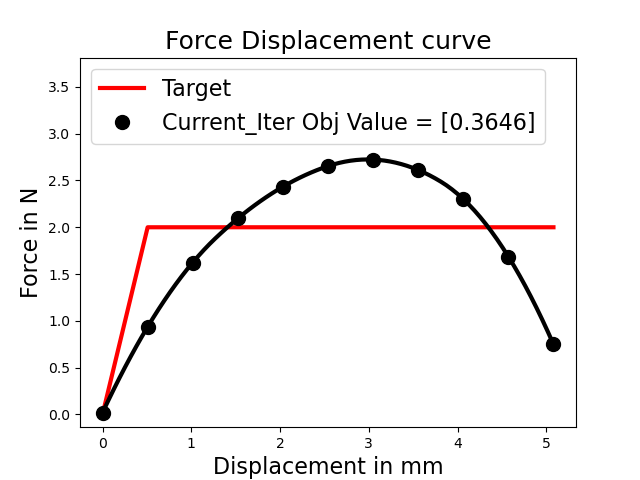 Force Displacement curve
Target
Current_Iter Obj Value = [0.3646]
Force in N
3.5
3.0
2.5
2.0
1.5
1.0
0.5
0.0
0 1 2 3 4 5
Displacement in mm